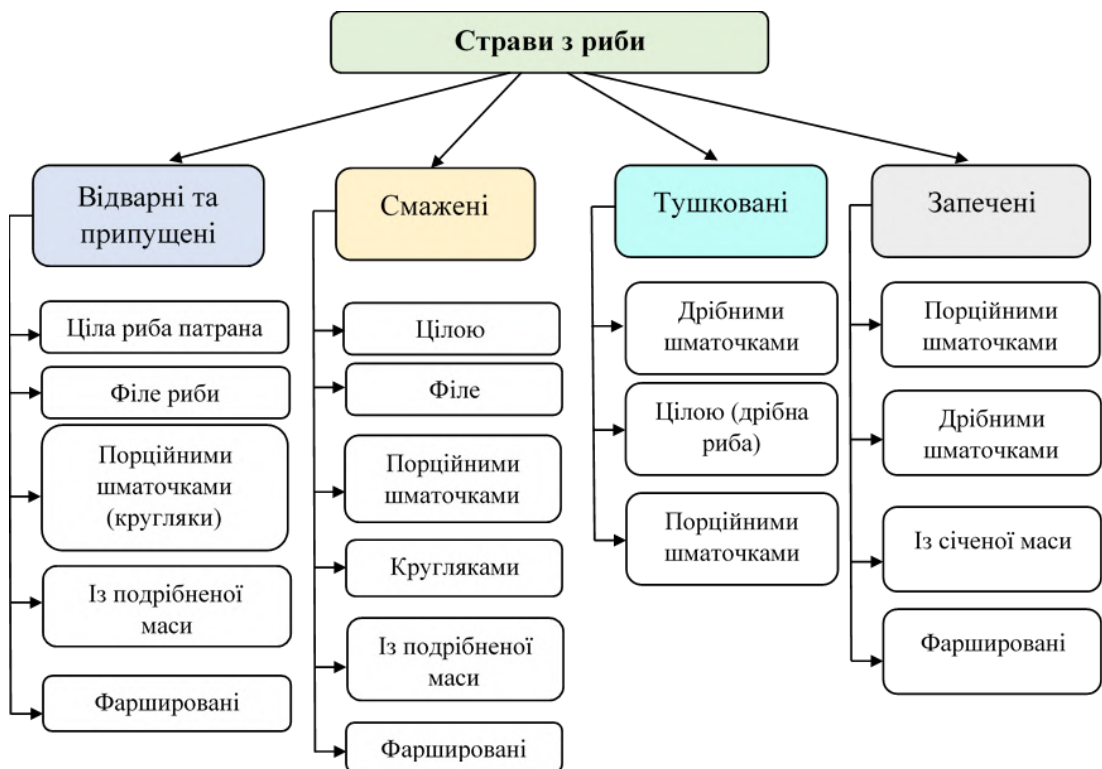 Страви з риби
Відварні та
припущені
Ціла риба патрана
Філе риби
Порційними
шматочками
(кругляки)
Із подрібненої
маси
Фаршировані
Смажені
Цілою
Філе
Порційними
шматочками
Кругляками
Із подрібненої
маси
Фаршировані
Тушковані
Дрібними
шматочками
Цілою (дрібна
риба)
Порційними
шматочками
Запечені
Порційними
шматочками
Дрібними
шматочками
Із січеної маси
Фаршировані